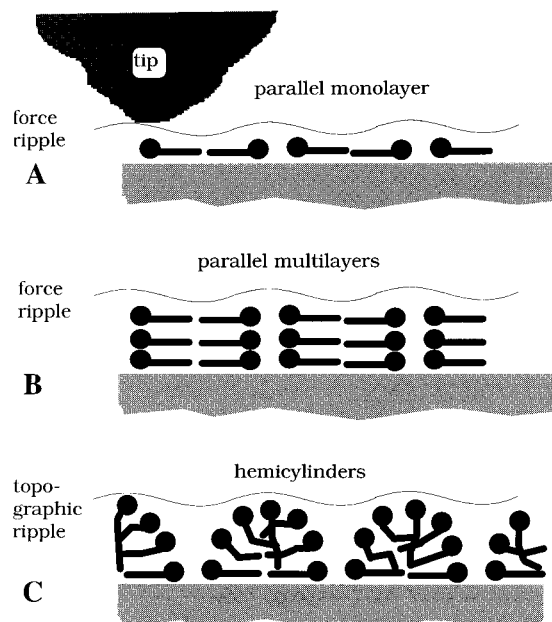 tip
parallel monolayer
force
ripple
A
parallel multilayers
force
ripple
B
hemicylinders
topo-
graphic
ripple
C